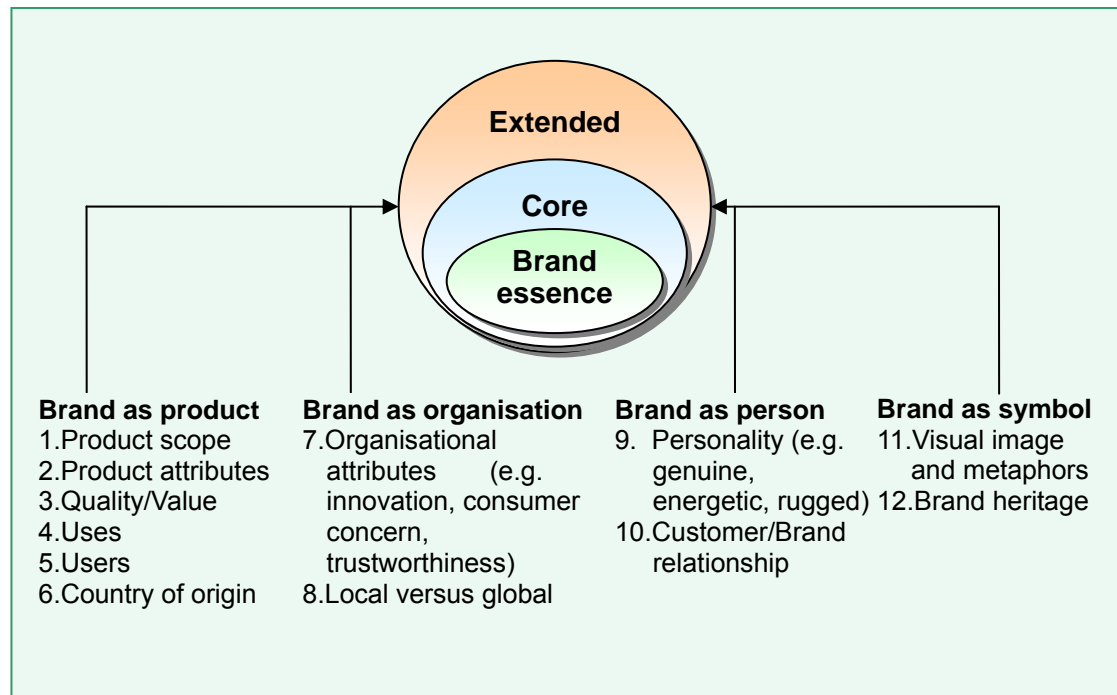 Extended
Core
Brand
essence
Brand as product
1.Product scope
2.Product attributes
3.Quality/Value
4.Uses
5.Users
6.Country of origin
Brand as organisation
7.Organisational
attributes (e.g.
innovation, consumer
concern,
trustworthiness)
8.Local versus global
Brand as person
9. Personality (e.g.
genuine,
energetic, rugged)
10.Customer/Brand
relationship
Brand as symbol
11.Visual image
and metaphors
12.Brand heritage